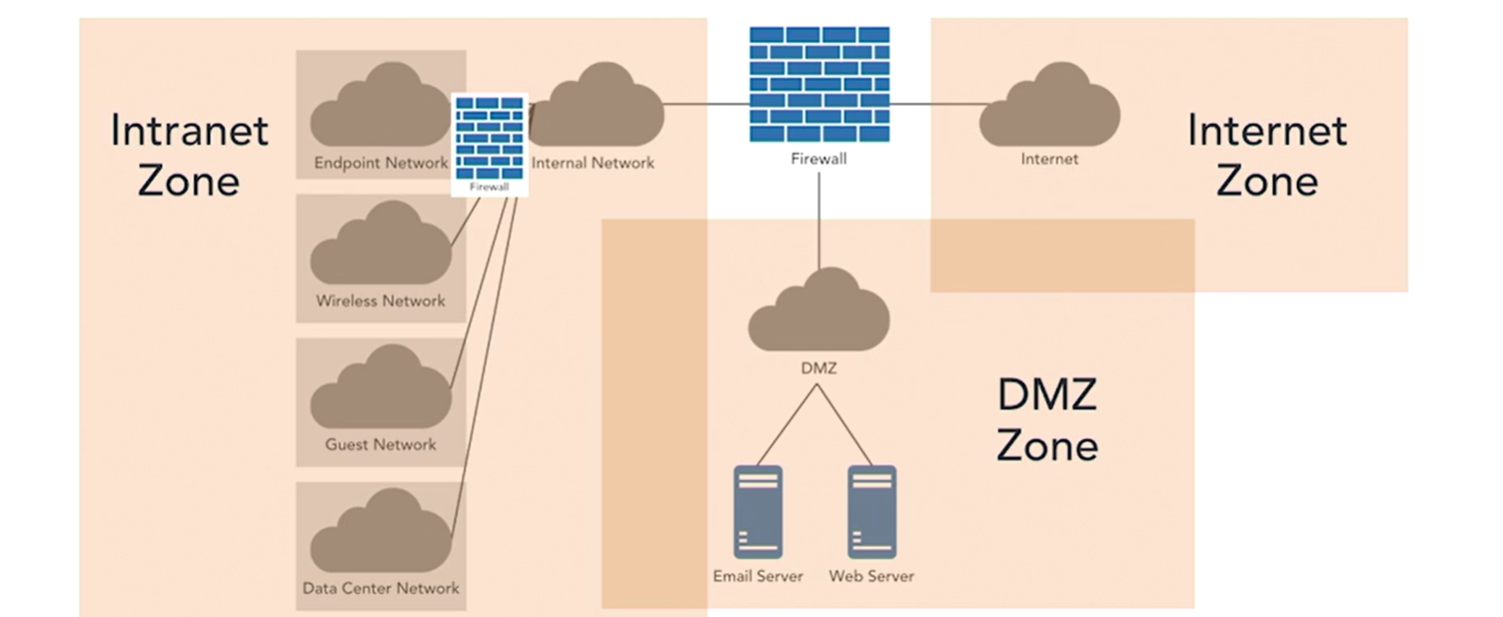 Intranet
Zone
Endpoint Network
Firewall
Internal Network
Firewall
Internet
Internet
Zone
Wireless Network
Guest Network
Data Center Network
DMZ
DMZ
Zone
Email Server
Web Server